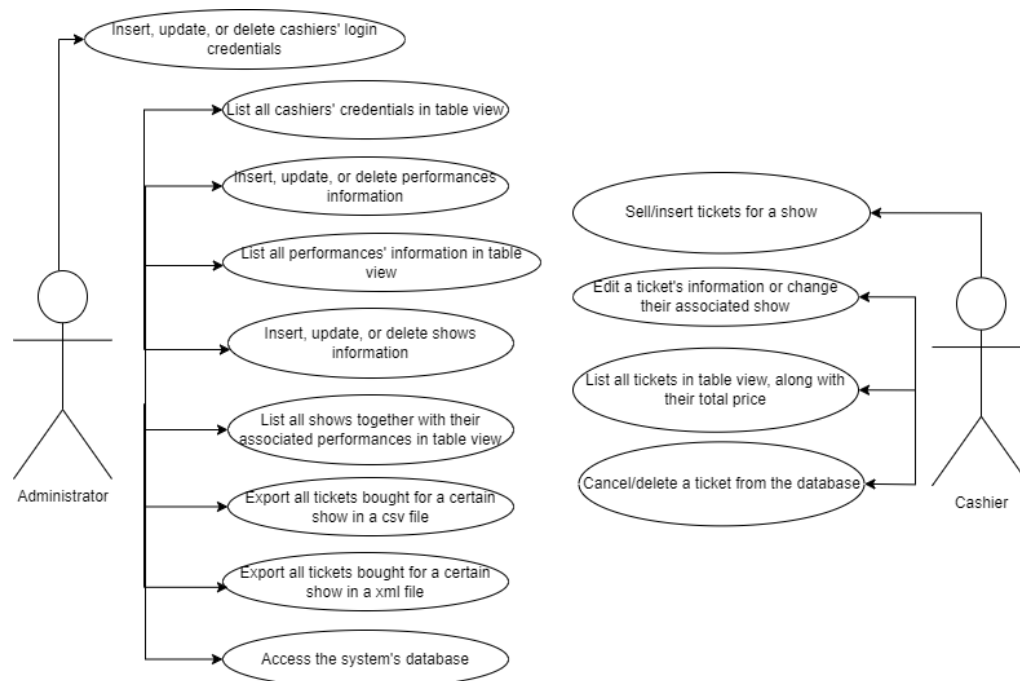 Insert, update, or delete cashiers' login
credentials
List all cashiers' credentials in table view
Insert, update, or delete performances
information
List all performances' information in table
view
Insert, update, or delete shows
information
List all shows together with their
associated performances in table view
Export all tickets bought for a certain
show in a csv file
Export all tickets bought for a certain
show in a xml file
Access the system's database
Administrator
Sell/insert tickets for a show
Edit a ticket's information or change
their associated show
List all tickets in table view, along with
their total price
Cancel/delete a ticket from the database
Cashier